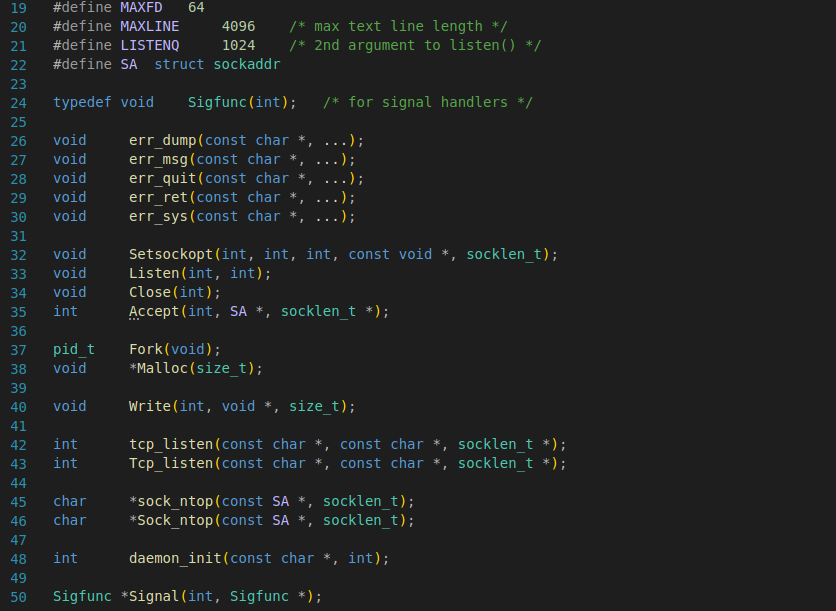 19 #define MAXFD 64
20 #define MAXLINE 4096 /* max text line length */
21 #define LISTENQ 1024 /* 2nd argument to listen() */
22 #define SA struct sockaddr
23
24 typedef void Sigfunc(int); /* for signal handlers */
25
26 void err_dump(const char *, ...);
27 void err_msg(const char *, ...);
28 void err_quit(const char *, ...);
29 void err_ret(const char *, ...);
30 void err_sys(const char *, ...);
31
32 void Setsockopt(int, int, int, const void *, socklen_t);
33 void Listen(int, int);
34 void Close(int);
35 int Accept(int, SA *, socklen_t *);
36
37 pid_t Fork(void);
38 void *Malloc(size_t);
39
40 void Write(int, void *, size_t);
41
42 int tcp_listen(const char *, const char *, socklen_t *);
43 int Tcp_listen(const char *, const char *, socklen_t *);
44
45 char *sock_ntop(const SA *, socklen_t);
46 char *Sock_ntop(const SA *, socklen_t);
47
48 int daemon_init(const char *, int);
49
50 Sigfunc *Signal(int, Sigfunc *);